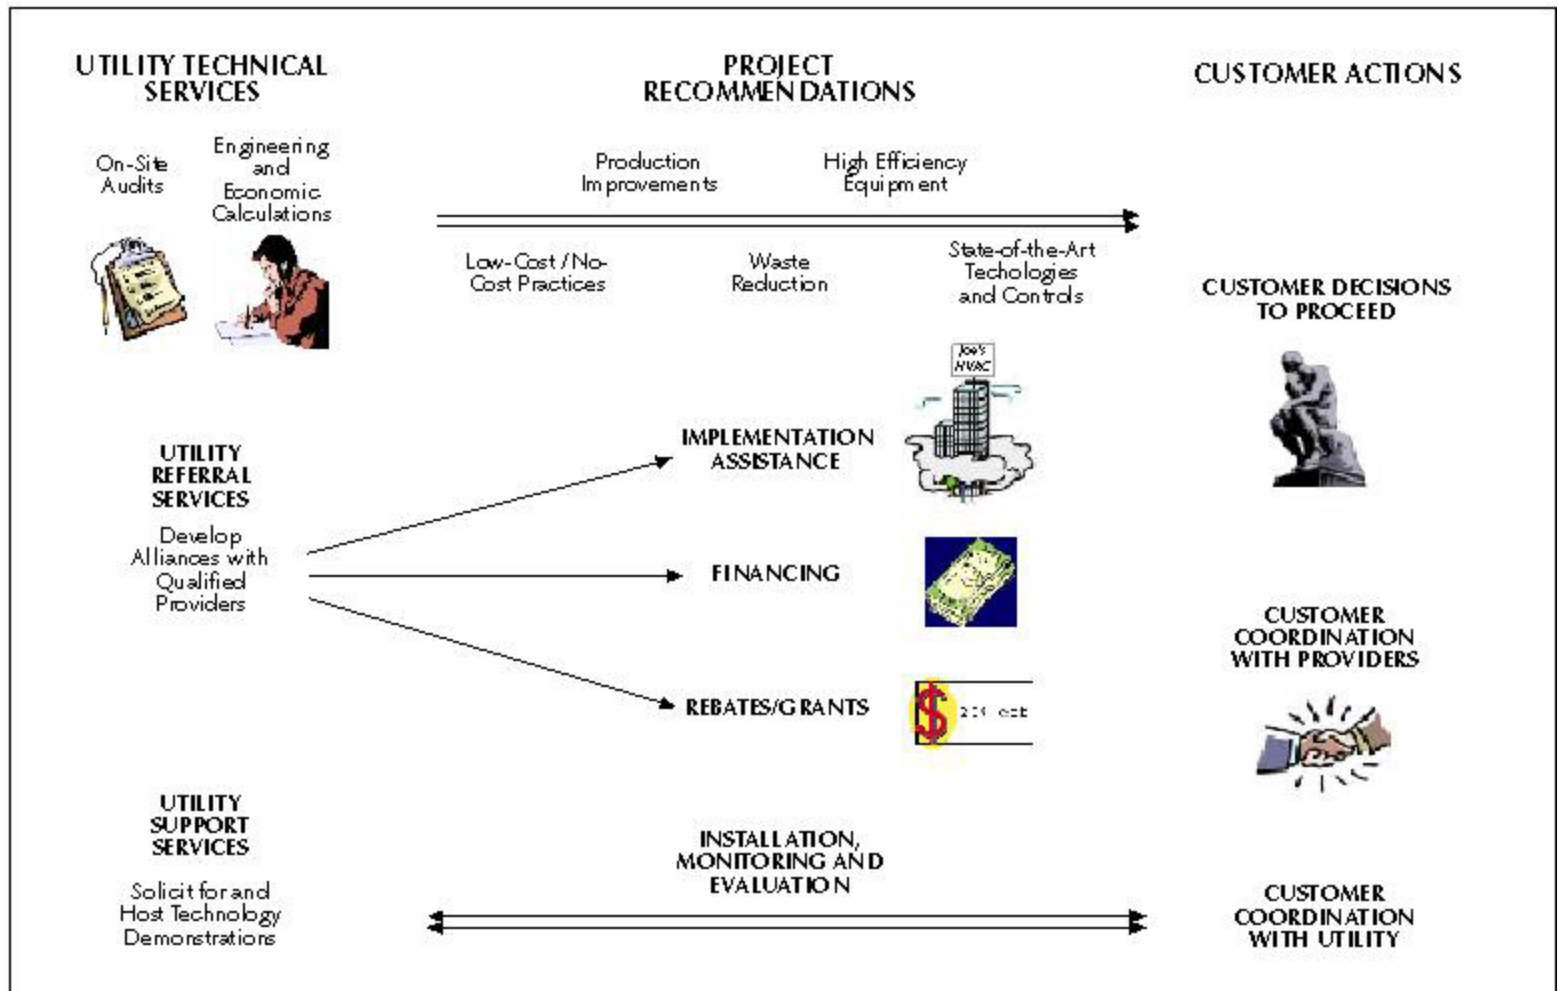 UTILITY TECHNICAL
SERVICES
PROJECT
RECOMMENDATIONS
CUSTOMER ACTIONS
On-Site
Audits
Engineering
and
Economic
Calculations
Production
Improvements
High Efficiency
Equipment
Low-Cost / No-
Cost Practices
Waste
Reduction
State-of-the-Art
Techologies
and Controls
CUSTOMER DECISIONS
TO PROCEED
Joe's
HVAC
UTILITY
REFERRAL
SERVICES
Develop
Alliances with
Qualified
Providers
IMPLEMENTATION
ASSISTANCE
FINANCING
REBATES/GRANTS
$
CUSTOMER
COORDINATION
WITH PROVIDERS
UTILITY
SUPPORT
SERVICES
Solicit for and
Host Technology
Demonstrations
INSTALLATION,
MONITORING AND
EVALUATION
CUSTOMER
COORDINATION
WITH UTILITY